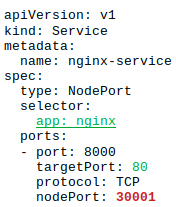 apiVersion: v1
kind: Service
metadata:
  name: nginx-service
spec:
  type: NodePort
  selector:
    app: nginx
  ports:
  - port: 8000
    targetPort: 80
    protocol: TCP
    nodePort: 30001